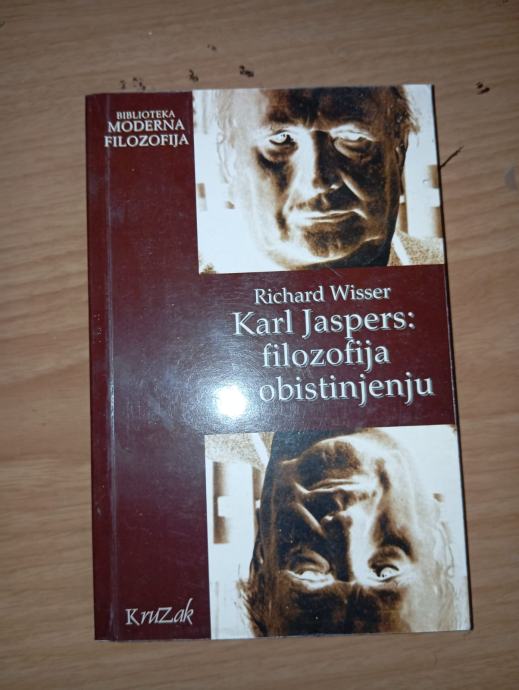 BIBLIOTEKA
MODERNA
FILOZOFIJA
Richard Wisser
Karl Jaspers:
filozofija
obistinjenju
KruZak